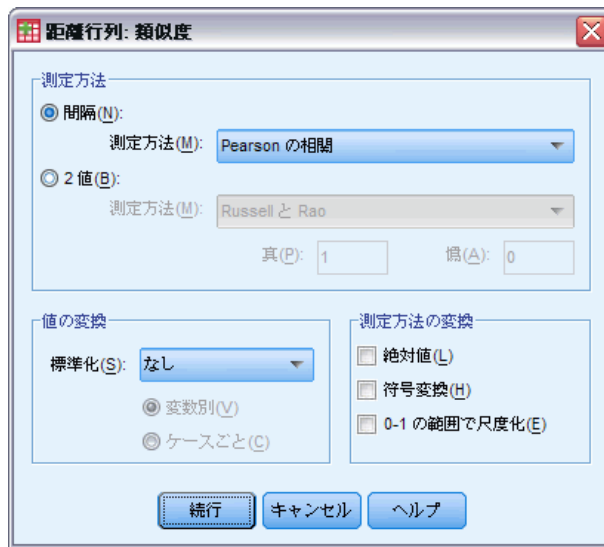 距離行列: 類似度
測定方法
間隔(N):
測定方法(M): Pearson の相関
2 値(B):
測定方法(M): Russell と Rao
真(P): 1 偽(A): 0
値の変換
標準化(S): なし
変数別(V)
ケースごと(C)
測定方法の変換
絶対値(L)
符号変換(H)
0-1 の範囲で尺度化(E)
続行 キャンセル ヘルプ